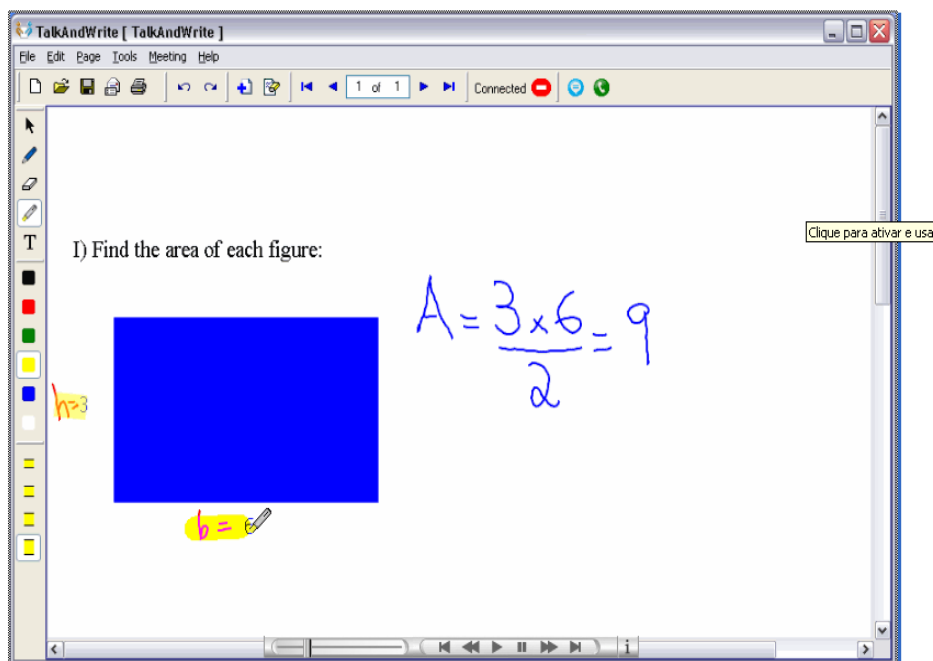 TalkAndWrite [ TalkAndWrite ]
File Edit Page Tools Meeting Help
1 of 1 Connected
T
Clique para ativar e usa
I) Find the area of each figure:
A = 3 x 6 / 2 = 9
h=3
b = 6
i